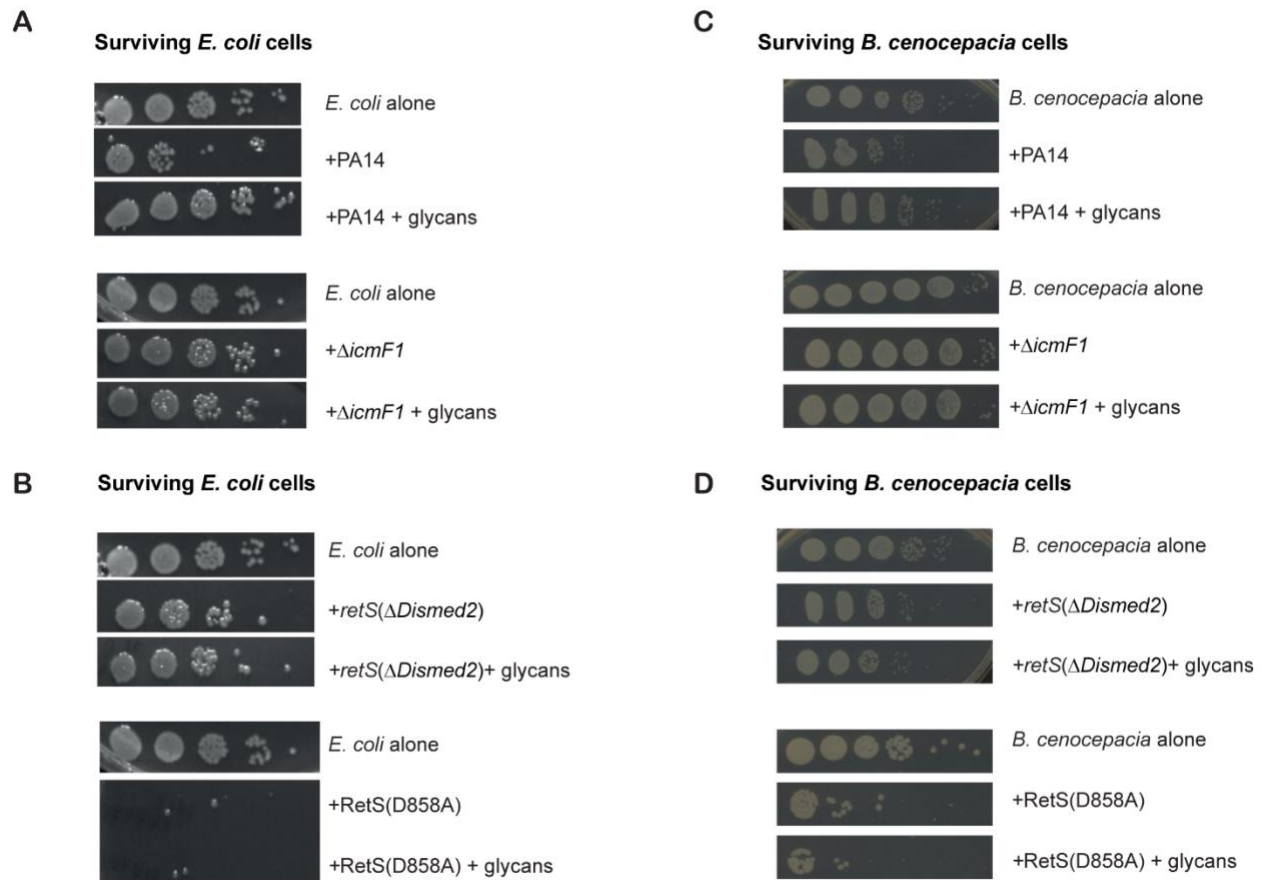 A
Surviving E. coli cells
E. coli alone
+PA14
+PA14 + glycans
E. coli alone
+ΔicmF1
+ΔicmF1 + glycans
B
Surviving E. coli cells
E. coli alone
+retS(ΔDismed2)
+retS(ΔDismed2)+ glycans
E. coli alone
+RetS(D858A)
+RetS(D858A) + glycans
C
Surviving B. cenocepacia cells
B. cenocepacia alone
+PA14
+PA14 + glycans
B. cenocepacia alone
+ΔicmF1
+ΔicmF1 + glycans
D
Surviving B. cenocepacia cells
B. cenocepacia alone
+retS(ΔDismed2)
+retS(ΔDismed2)+ glycans
B. cenocepacia alone
+RetS(D858A)
+RetS(D858A) + glycans